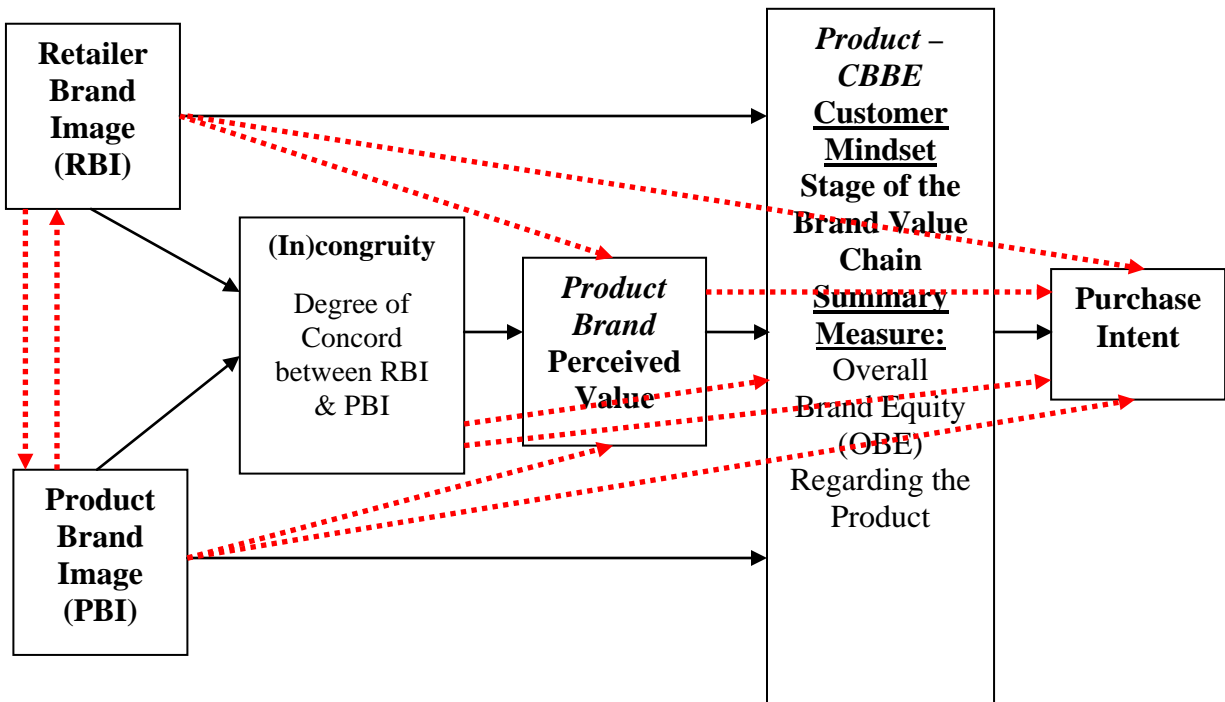 Retailer
Brand
Image
(RBI)
Product
Brand
Image
(PBI)
(In)congruity
Degree of
Concord
between RBI
& PBI
Product
Brand
Perceived
Value
Product –
CBBE
Customer
Mindset
Stage of the
Brand Value
Chain
Summary
Measure:
Overall
Brand Equity
(OBE)
Regarding the
Product
Purchase
Intent